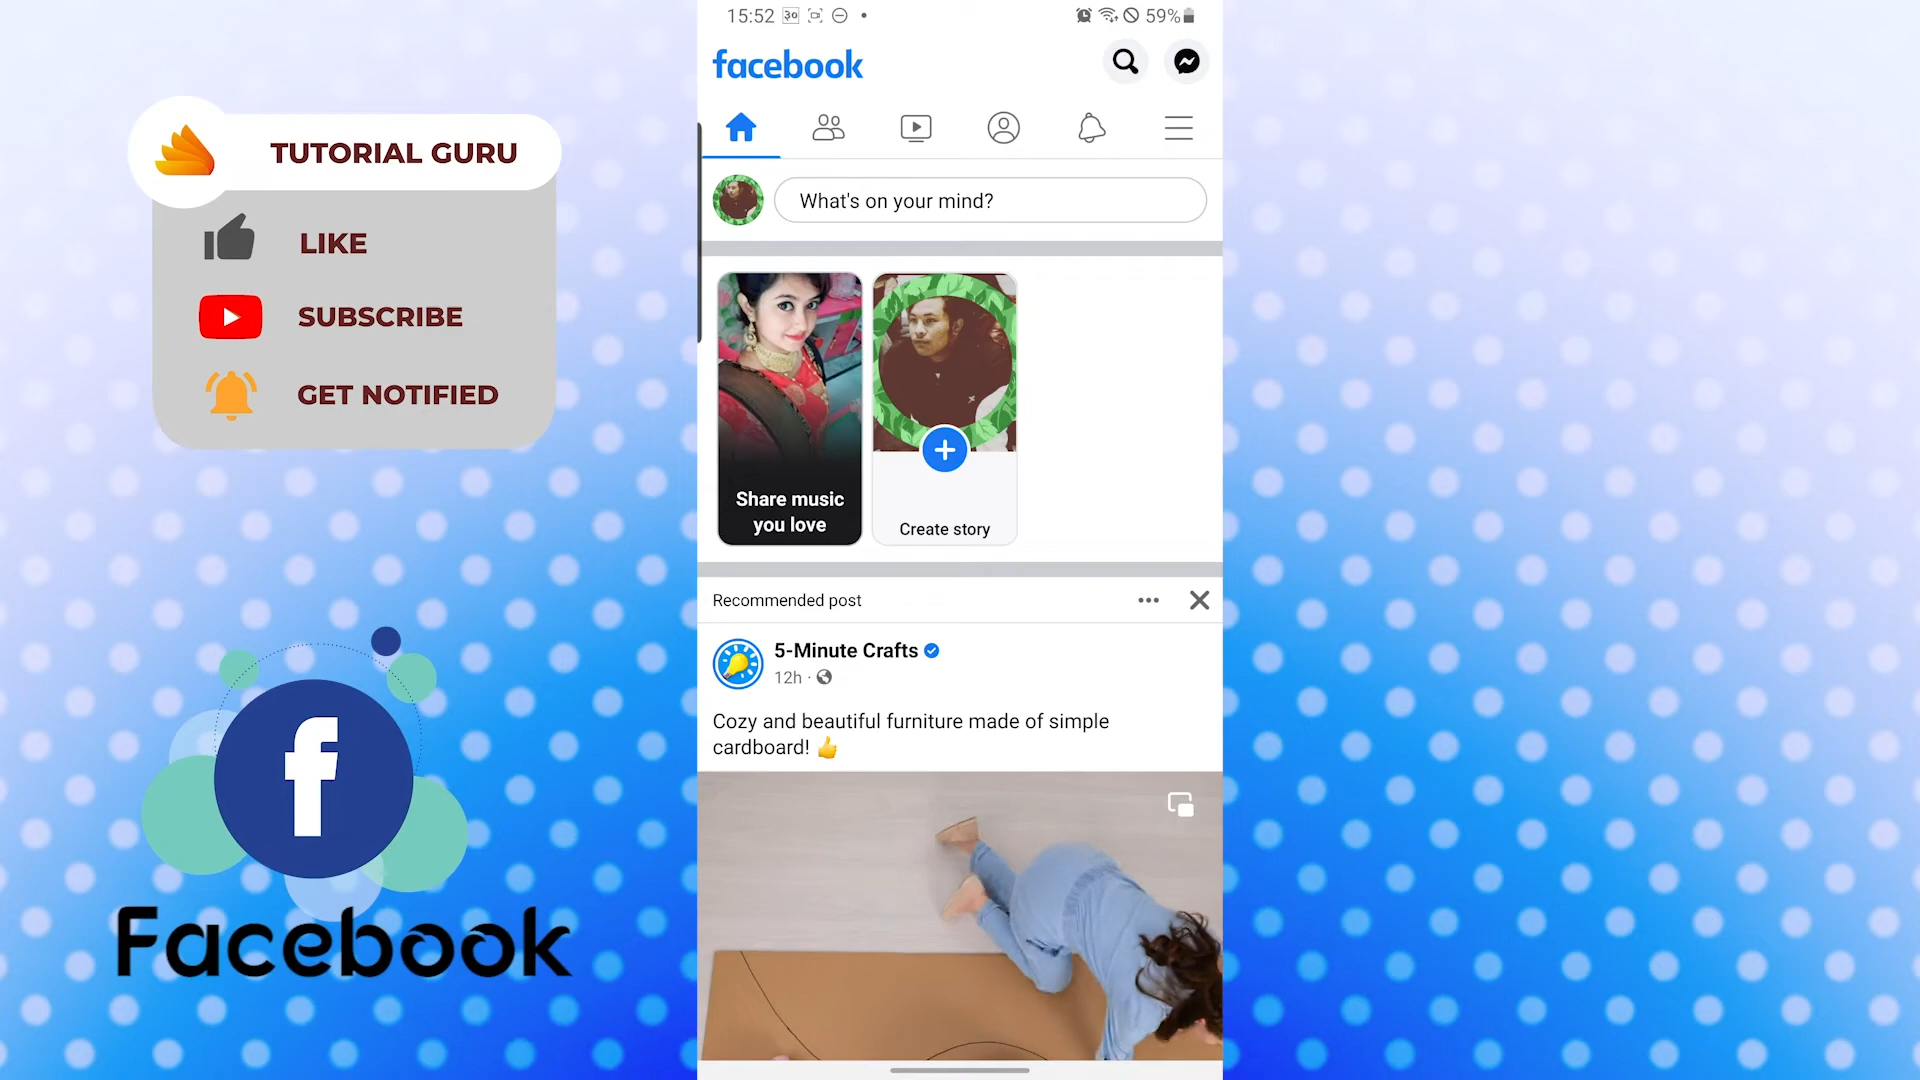 TUTORIAL GURU
LIKE
SUBSCRIBE
GET NOTIFIED
f
Facebook
15:52 ३० 59%
facebook
What's on your mind?
Share music
you love
Create story
Recommended post
5-Minute Crafts
12h ·
Cozy and beautiful furniture made of simple
cardboard! 👍